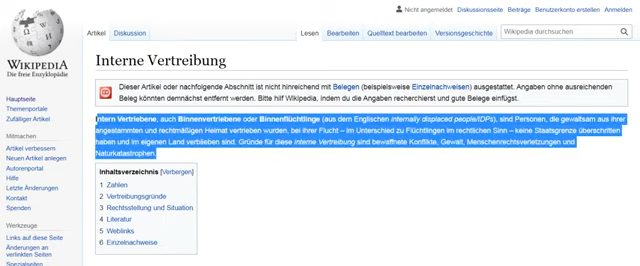 Nicht angemeldet Diskussionsseite Beiträge Benutzerkonto erstellen Anmelden
Artikel Diskussion Lesen Bearbeiten Quelltext bearbeiten Versionsgeschichte Wikipedia durchsuchen
WIKIPEDIA
Die freie Enzyklopädie
Hauptseite
Themenportale
Zufälliger Artikel
Mitmachen
Artikel verbessern
Neuen Artikel anlegen
Autorenportal
Hilfe
Letzte Änderungen
Kontakt
Spenden
Werkzeuge
Links auf diese Seite
Änderungen an
verlinkten Seiten
Spezialseiten
Interne Vertreibung
Dieser Artikel oder nachfolgende Abschnitt ist nicht hinreichend mit Belegen (beispielsweise Einzelnachweisen) ausgestattet. Angaben ohne ausreichenden
Beleg könnten demnächst entfernt werden. Bitte hilf Wikipedia, indem du die Angaben recherchierst und gute Belege einfügst.
Intern Vertriebene, auch Binnenvertriebene oder Binnenflüchtlinge (aus dem Englischen internally displaced people/IDPs), sind Personen, die gewaltsam aus ihrer
angestammten und rechtmäßigen Heimat vertrieben wurden, bei ihrer Flucht – im Unterschied zu Flüchtlingen im rechtlichen Sinn – keine Staatsgrenze überschritten
haben und im eigenen Land verblieben sind. Gründe für diese interne Vertreibung sind bewaffnete Konflikte, Gewalt, Menschenrechtsverletzungen und
Naturkatastrophen.
Inhaltsverzeichnis [Verbergen]
1 Zahlen
2 Vertreibungsgründe
3 Rechtsstellung und Situation
4 Literatur
5 Weblinks
6 Einzelnachweise